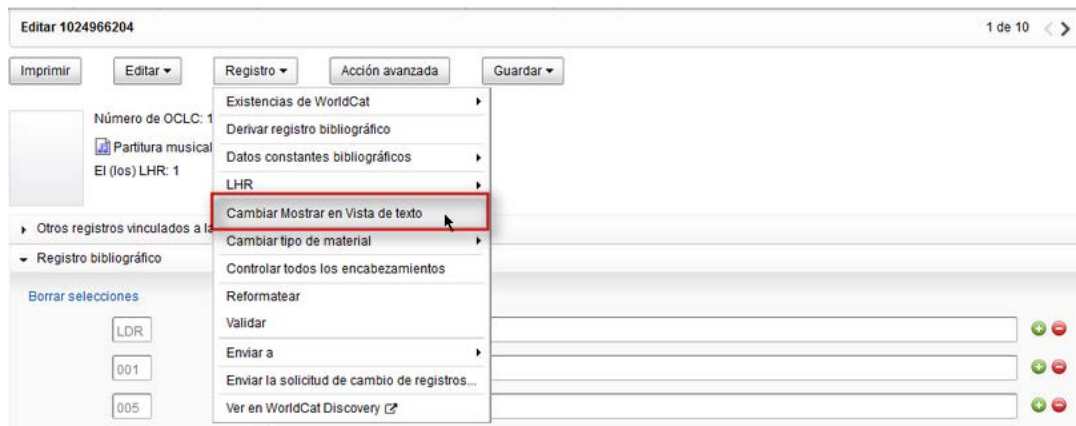 Editar 1024966204
1 de 10
Imprimir Editar Registro Acción avanzada Guardar
Número de OCLC: 1
Partitura musical
El (los) LHR: 1
Existencias de WorldCat
Derivar registro bibliográfico
Datos constantes bibliográficos
LHR
Cambiar Mostrar en Vista de texto
Cambiar tipo de material
Controlar todos los encabezamientos
Reformatear
Validar
Enviar a
Enviar la solicitud de cambio de registros...
Ver en WorldCat Discovery
Otros registros vinculados a la
Registro bibliográfico
Borrar selecciones
LDR
001
005